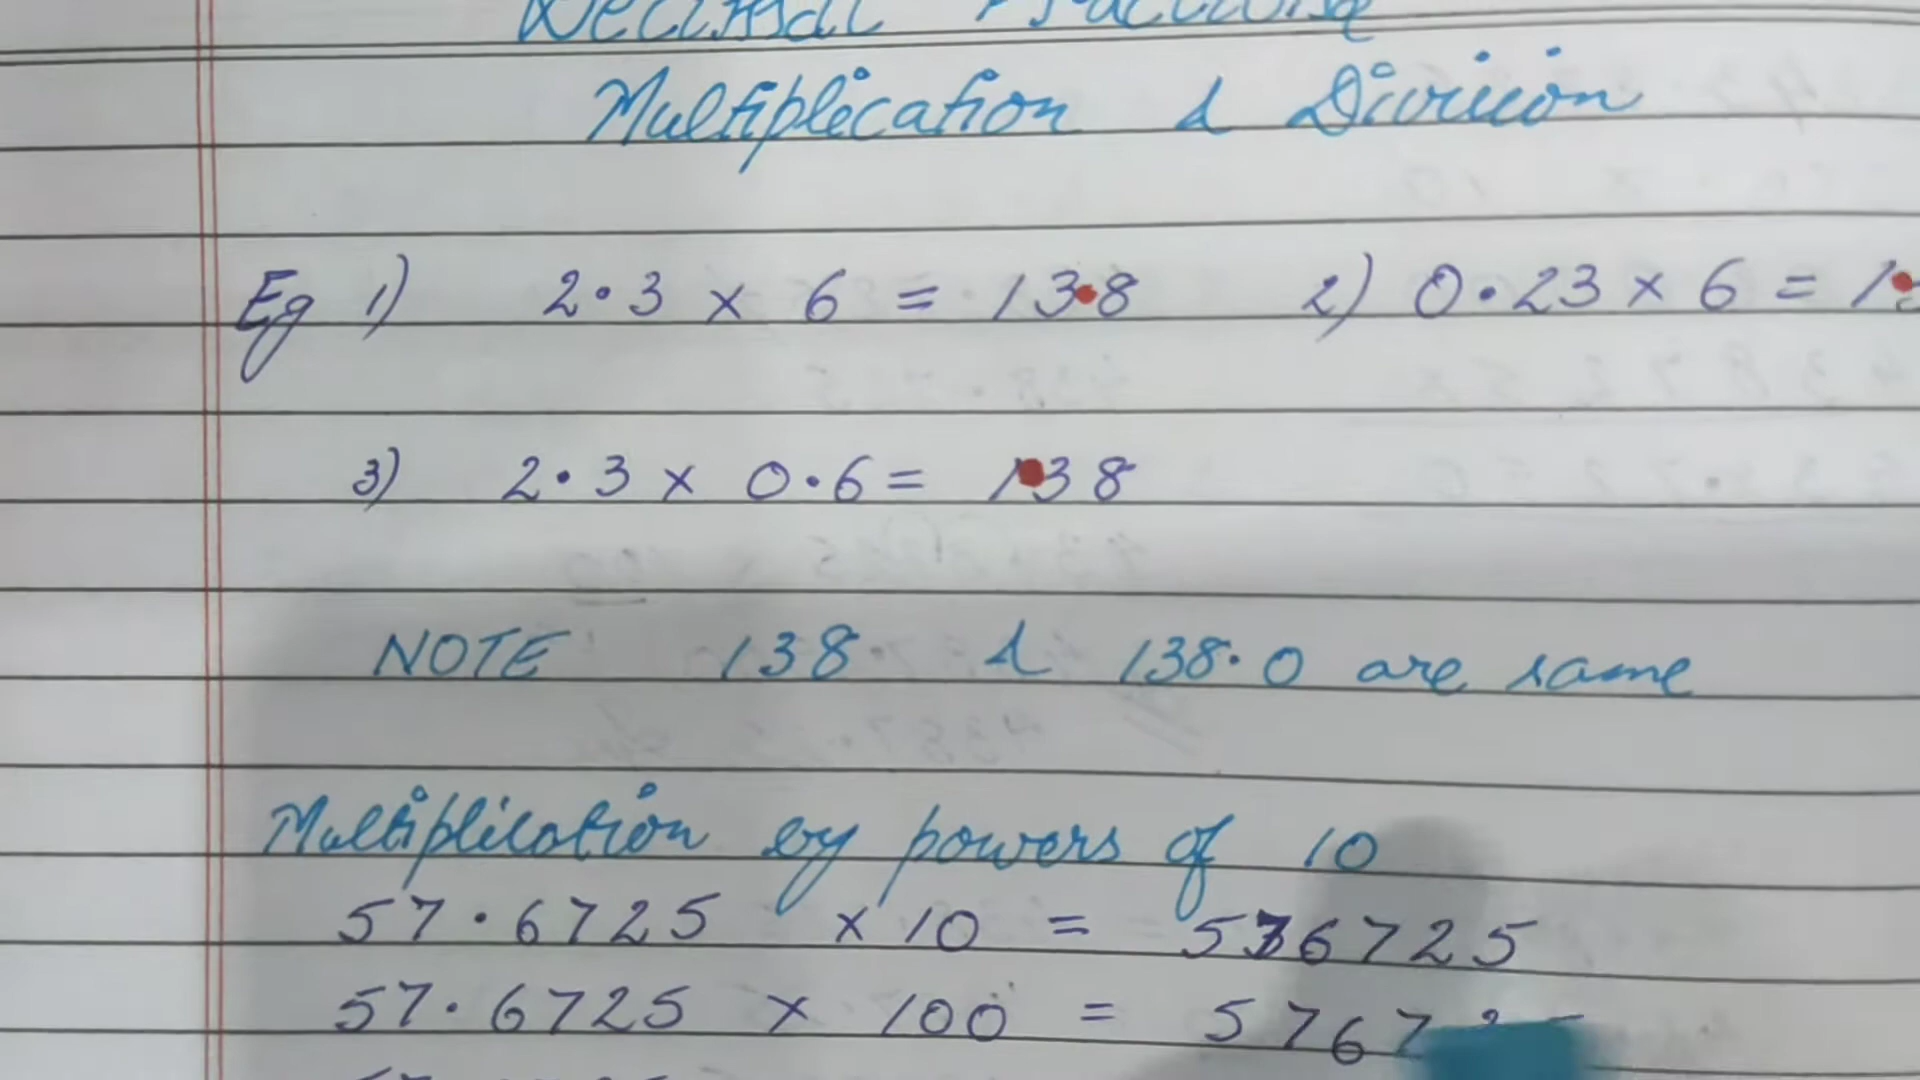 Multiplication & Division
Eg 1) 2.3 x 6 = 13.8 2) 0.23 x 6 = 1.
3) 2.3 x 0.6 = 1.38
NOTE 138. & 138.0 are same
Multiplication by powers of 10
57.6725 x 10 = 576725
57.6725 x 100 = 5767